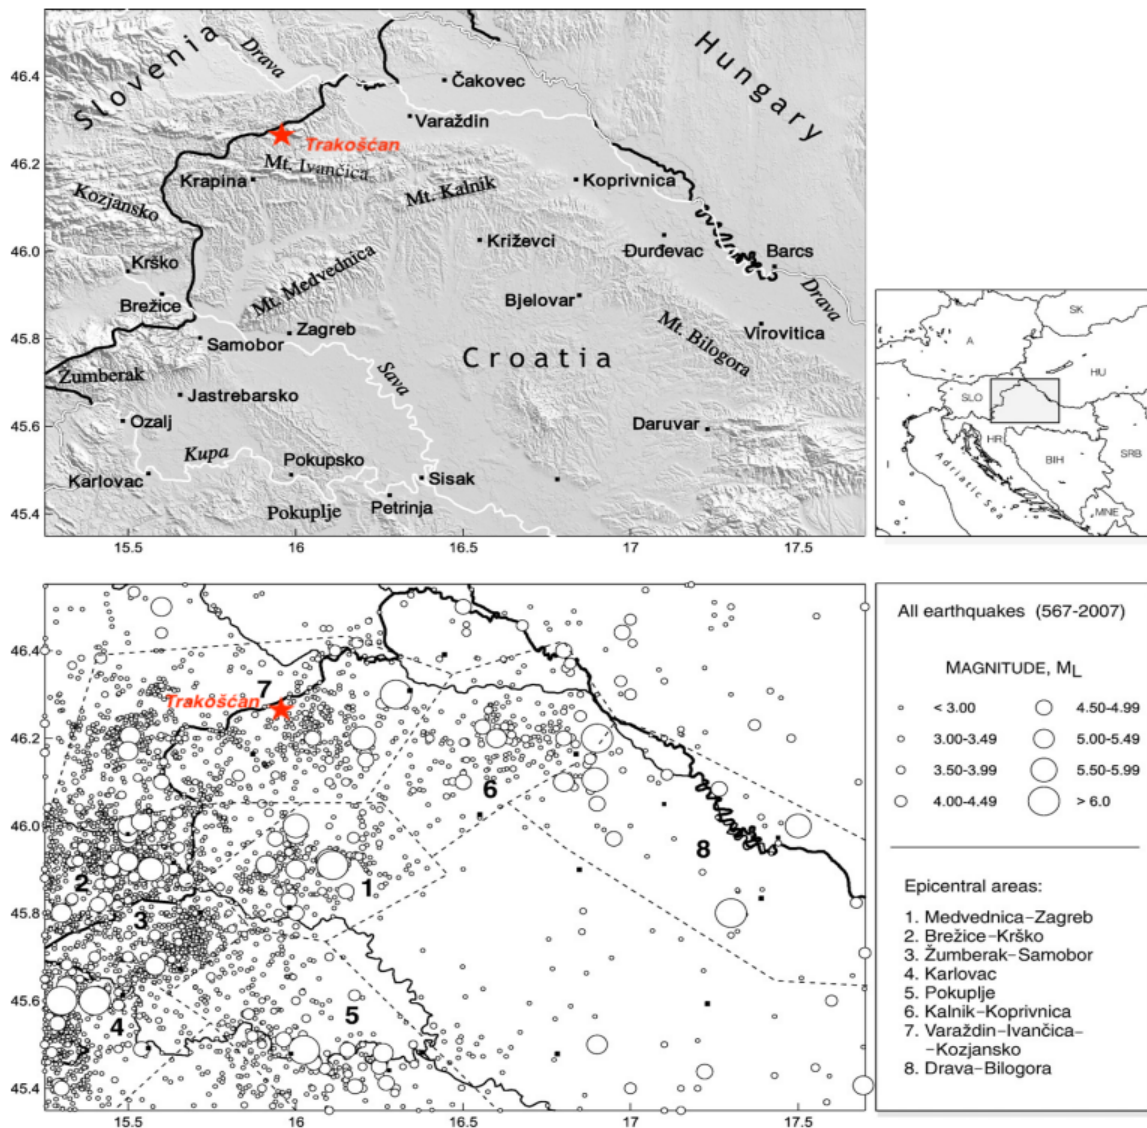 Slovenia
Drava
Hungary
46.4
Čakovec
Varaždin
Trakošćan
46.2
Mt. Ivančica
Krapina
Mt. Kalnik
Koprivnica
Kozjansko
Križevci
Đurđevac
46.0
Barcs
Krško
Mt. Medvednica
Brežice
Bjelovar
Drava
Zagreb
Mt. Bilogora
Virovitica
45.8
Samobor
Croatia
Žumberak
Sava
Jastrebarsko
Ozalj
45.6
Daruvar
Kupa
Pokupsko
Karlovac
Sisak
Petrinja
Pokuplje
45.4
15.5 16 16.5 17 17.5
SK
A
HU
SLO
HR
BIH
SRB
I
Adriatic Sea
MNE
46.4
7
Trakošćan
46.2
6
46.0
8
2
1
45.8
3
45.6
4
5
45.4
15.5 16 16.5 17 17.5
All earthquakes (567-2007)
MAGNITUDE, ML
< 3.00 4.50-4.99
3.00-3.49 5.00-5.49
3.50-3.99 5.50-5.99
4.00-4.49 > 6.0
Epicentral areas:
1. Medvednica–Zagreb
2. Brežice–Krško
3. Žumberak–Samobor
4. Karlovac
5. Pokuplje
6. Kalnik–Koprivnica
7. Varaždin–Ivančica–
–Kozjansko
8. Drava–Bilogora